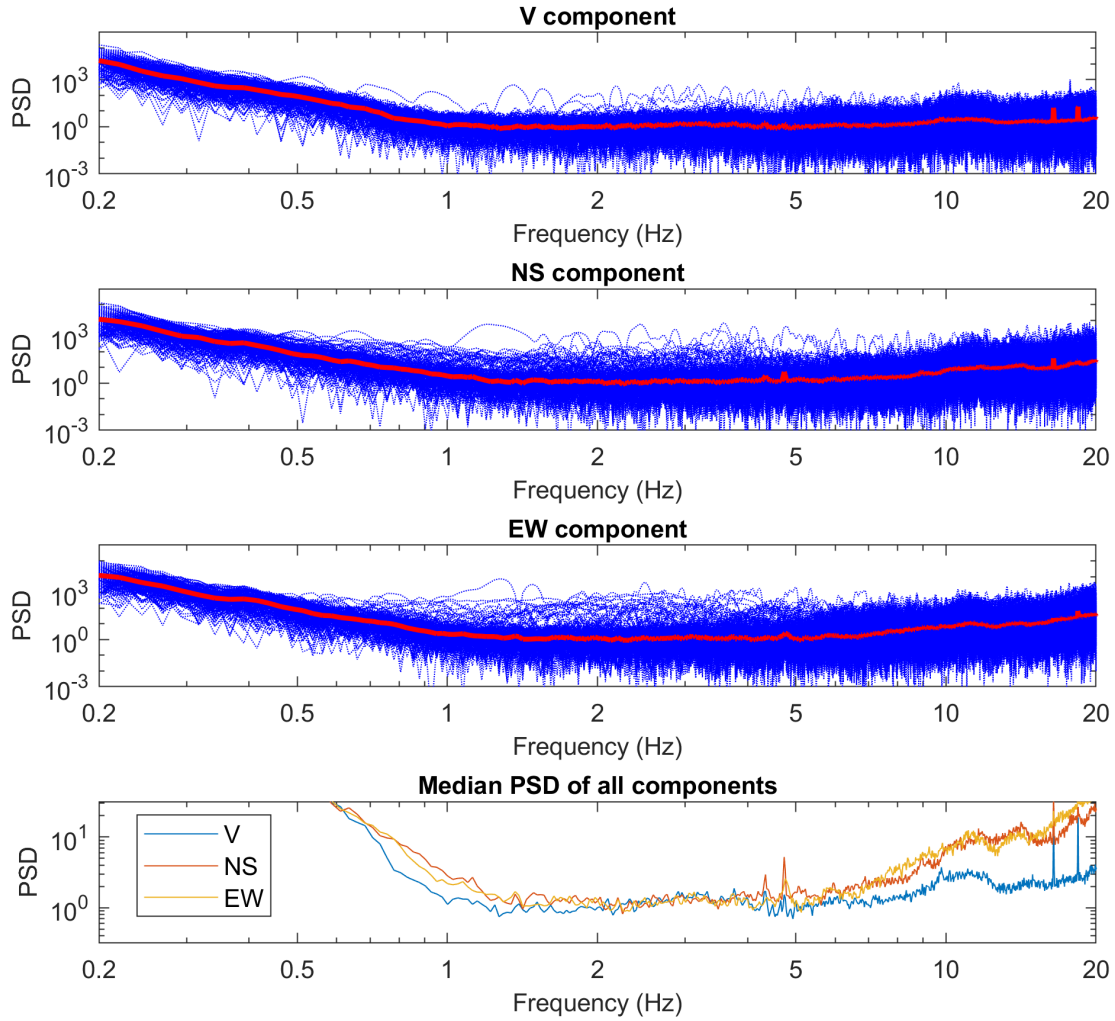 V component
PSD
10^3
10^0
10^-3
0.2 0.5 1 2 5 10 20
Frequency (Hz)
NS component
PSD
10^3
10^0
10^-3
0.2 0.5 1 2 5 10 20
Frequency (Hz)
EW component
PSD
10^3
10^0
10^-3
0.2 0.5 1 2 5 10 20
Frequency (Hz)
Median PSD of all components
PSD
10^1
10^0
V
NS
EW
0.2 0.5 1 2 5 10 20
Frequency (Hz)